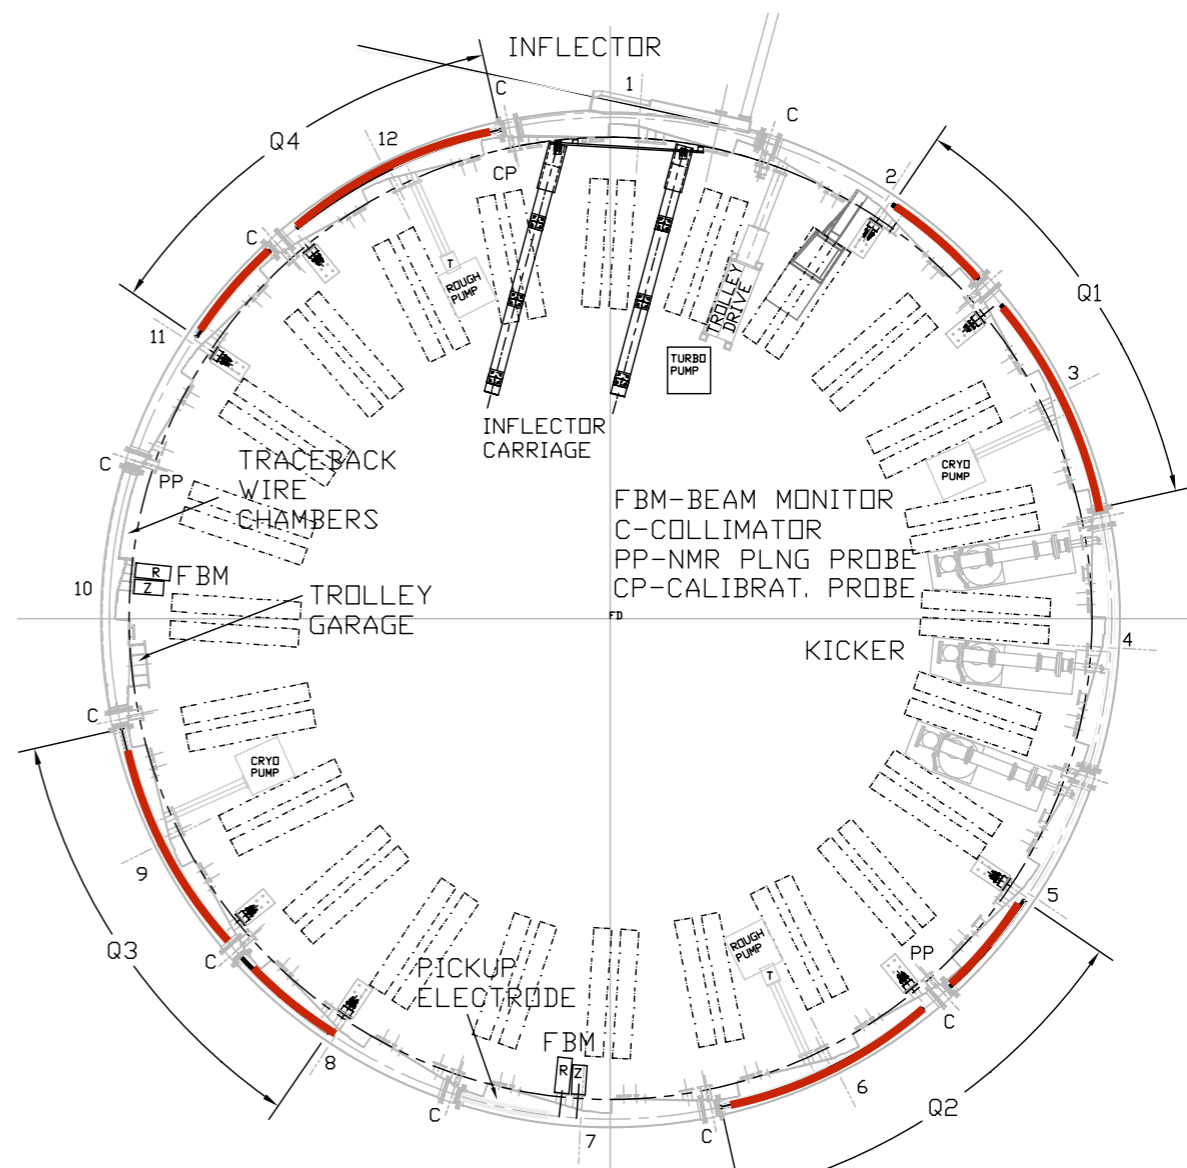 INFLECTOR
C
1
C
Q4
12
CP
2
Q1
C
T
ROUGH
PUMP
TROLLEY
DRIVE
11
TURBO
PUMP
3
INFLECTOR
CARRIAGE
C
PP
TRACEBACK
WIRE
CHAMBERS
CRYO
PUMP
FBM-BEAM MONITOR
C-COLLIMATOR
PP-NMR PLNG PROBE
CP-CALIBRAT. PROBE
R
Z
FBM
10
TROLLEY
GARAGE
FD
KICKER
4
C
CRYO
PUMP
9
5
Q3
C
PICKUP
ELECTRODE
ROUGH
PUMP
T
PP
C
8
FBM
R
Z
6
Q2
C
7
C